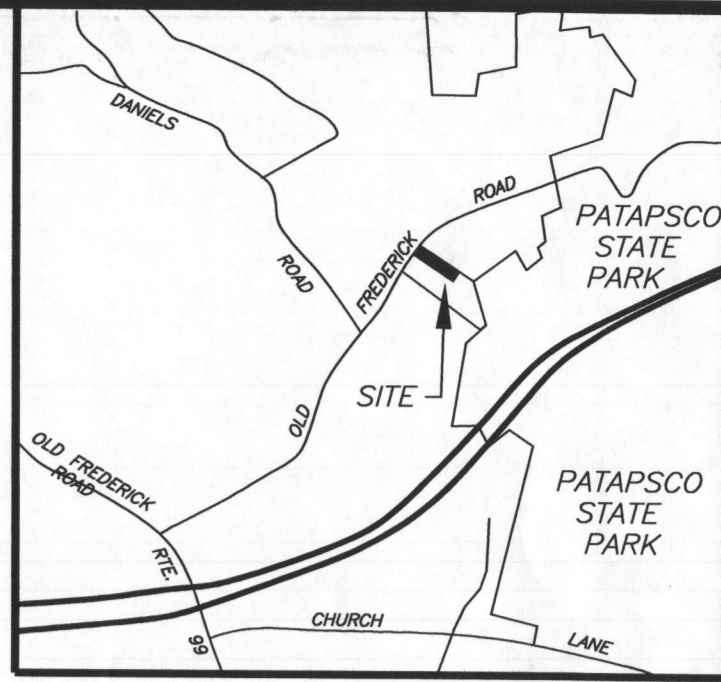 DANIELS
ROAD
OLD
FREDERICK
ROAD
PATAPSCO
STATE
PARK
SITE
OLD FREDERICK
ROAD
RTE.
99
PATAPSCO
STATE
PARK
CHURCH
LANE